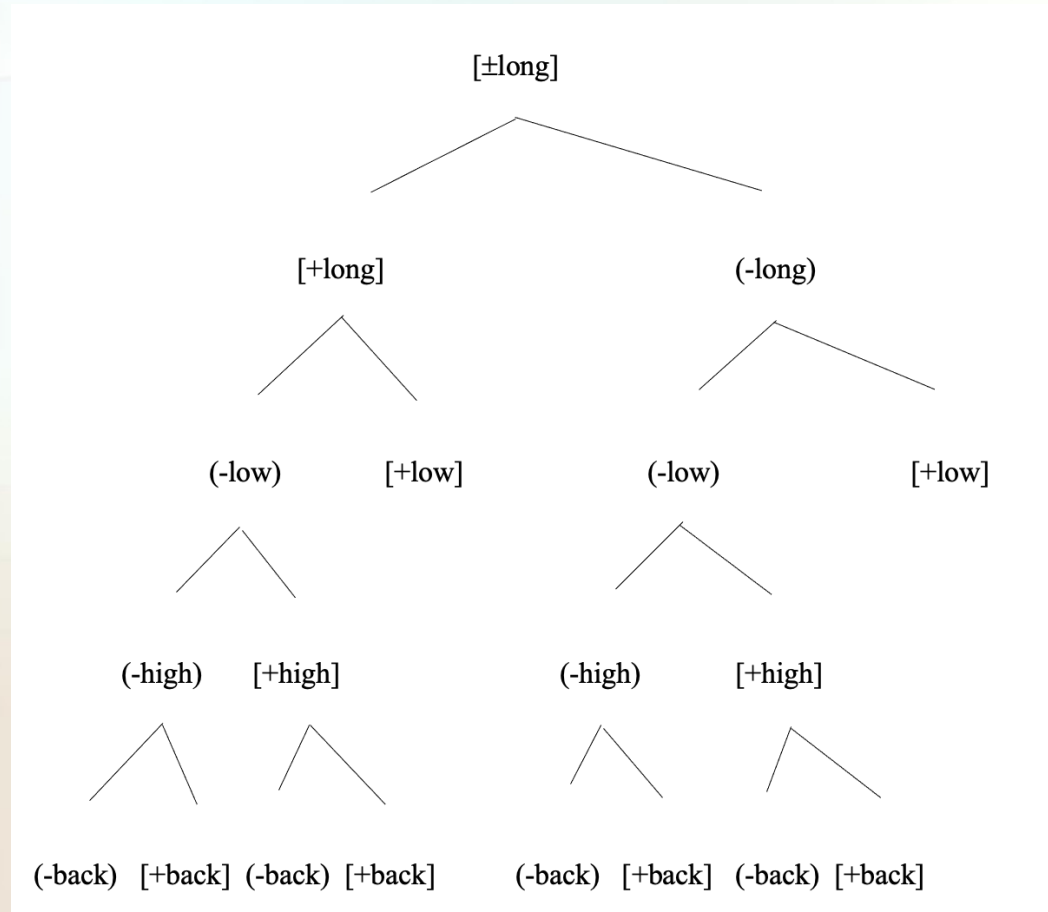 [±long]
[+long] (-long)
(-low) [+low] (-low) [+low]
(-high) [+high] (-high) [+high]
(-back) [+back] (-back) [+back] (-back) [+back] (-back) [+back]